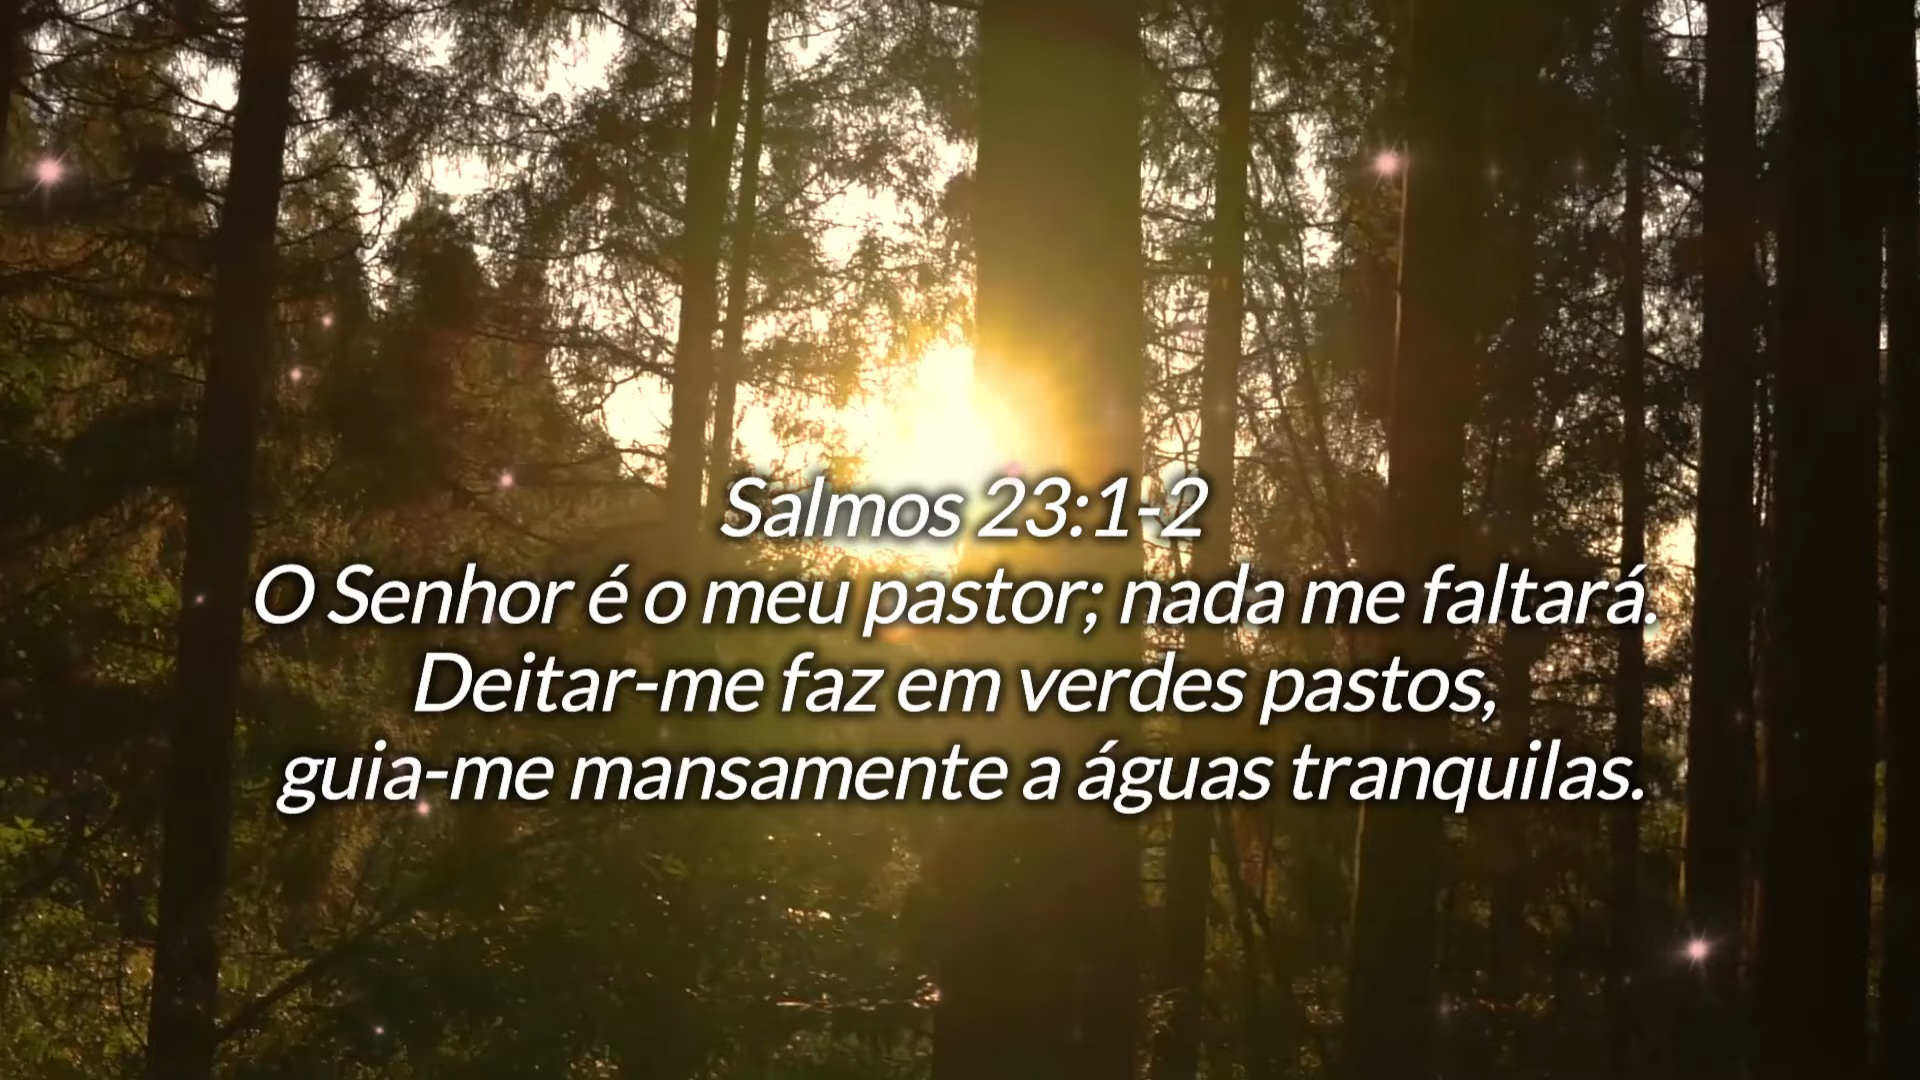 Salmos 23:1-2
O Senhor é o meu pastor; nada me faltará.
Deitar-me faz em verdes pastos,
guia-me mansamente a águas tranquilas.